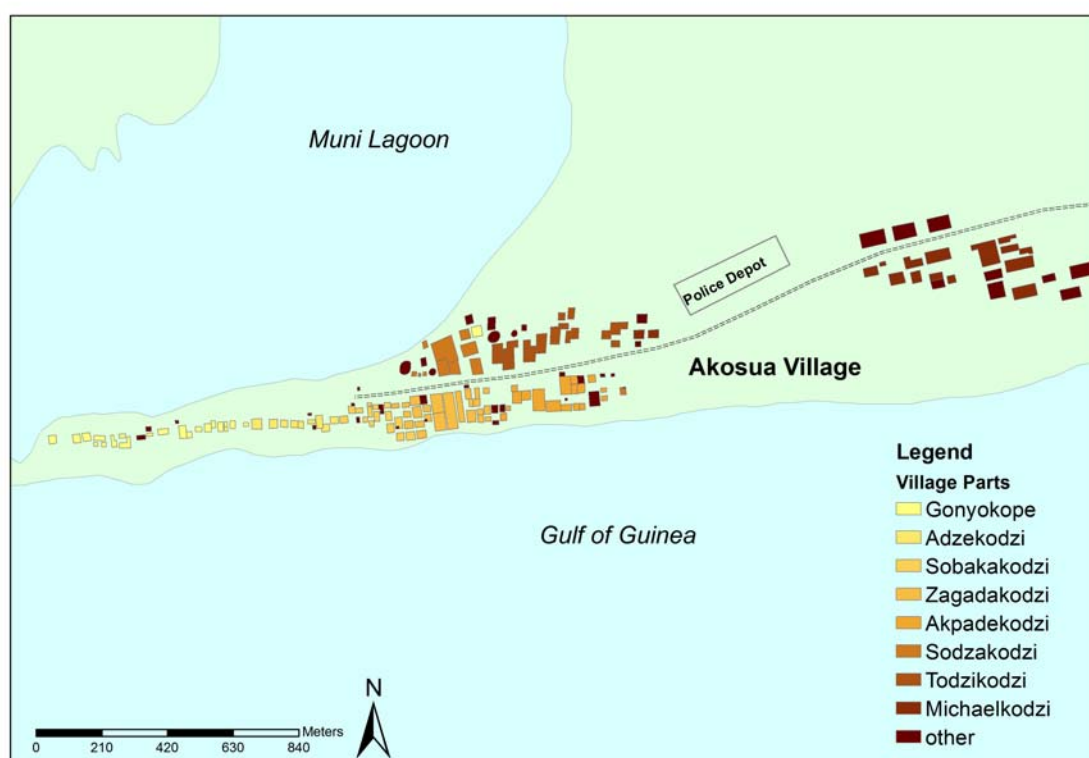 Muni Lagoon
Police Depot
Akosua Village
Gulf of Guinea
Legend
Village Parts
Gonyokope
Adzekodzi
Sobakakodzi
Zagadakodzi
Akpadekodzi
Sodzakodzi
Todzikodzi
Michaelkodzi
other
N
Meters
0 210 420 630 840